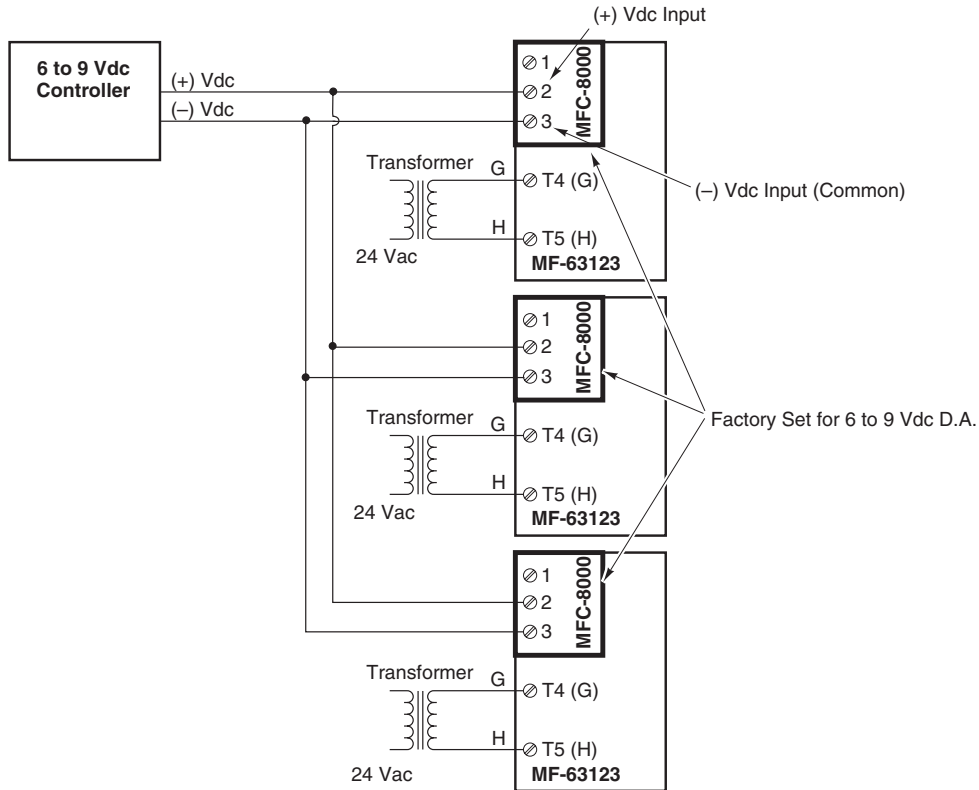 (+) Vdc Input
6 to 9 Vdc
Controller
(+) Vdc
(–) Vdc
1
2
3
MFC-8000
(–) Vdc Input (Common)
Transformer
G
T4 (G)
H
T5 (H)
24 Vac
MF-63123
1
2
3
MFC-8000
Factory Set for 6 to 9 Vdc D.A.
Transformer
G
T4 (G)
H
T5 (H)
24 Vac
MF-63123
1
2
3
MFC-8000
Transformer
G
T4 (G)
H
T5 (H)
24 Vac
MF-63123